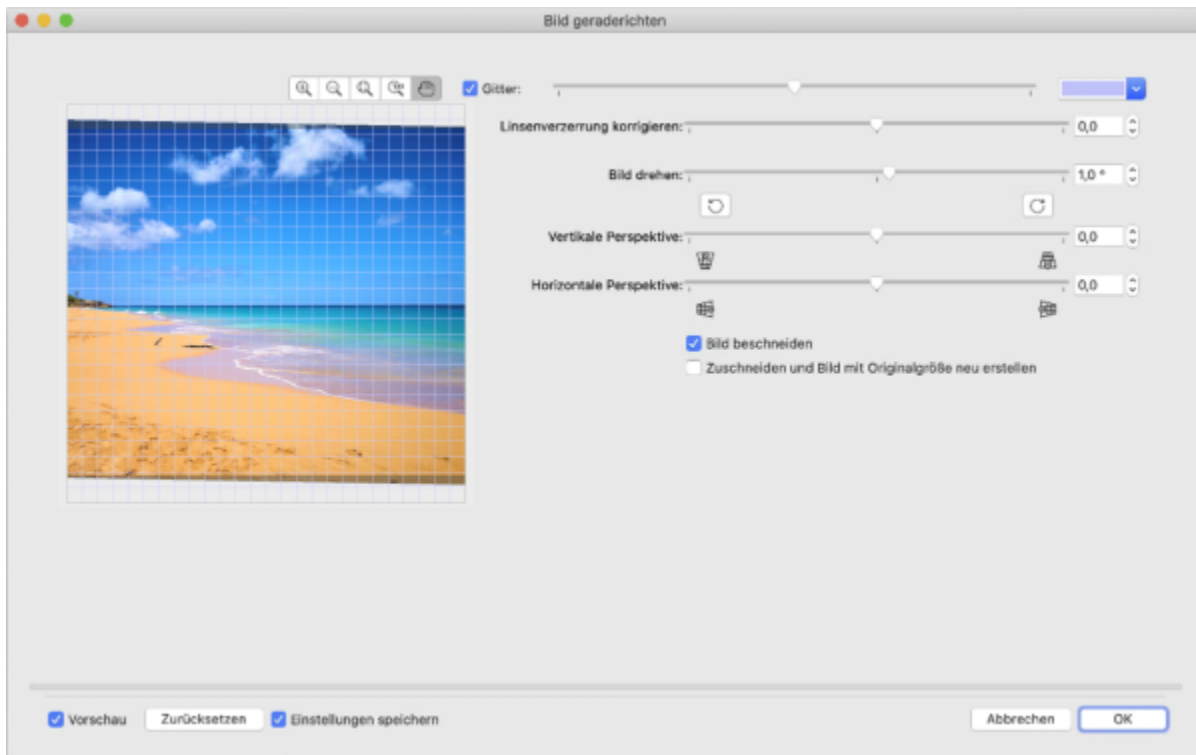 Bild geraderichten
Gitter:
Linsenverzerrung korrigieren: 0,0
Bild drehen: 1,0 °
Vertikale Perspektive: 0,0
Horizontale Perspektive: 0,0
Bild beschneiden
Zuschneiden und Bild mit Originalgröße neu erstellen
Vorschau Zurücksetzen Einstellungen speichern Abbrechen OK